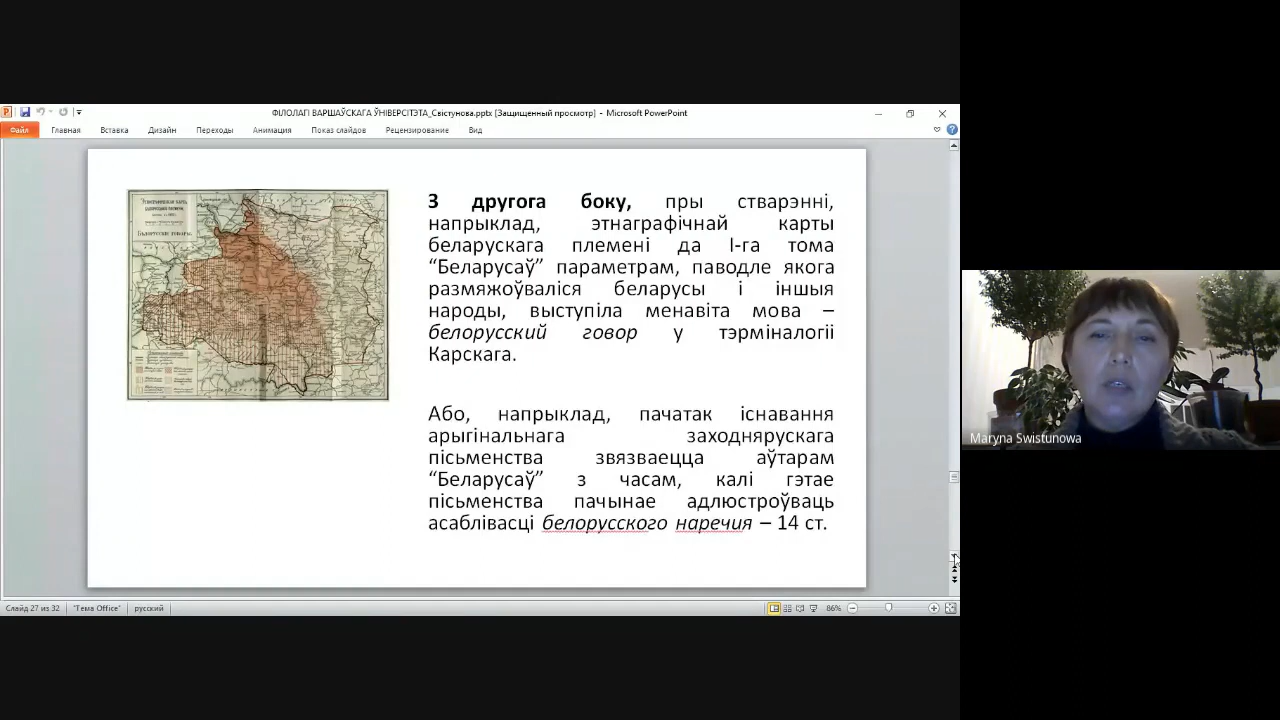 ФІЛОЛАГІ ВАРШАЎСКАГА ЎНІВЕРСІТЭТА_Свістунова.pptx [Защищенный просмотр] - Microsoft PowerPoint
Файл Главная Вставка Дизайн Переходы Анимация Показ слайдов Рецензирование Вид
З другога боку, пры стварэнні,
напрыклад, этнаграфічнай карты
беларускага племені да І-га тома
“Беларусаў” параметрам, паводле якога
размяжоўваліся беларусы і іншыя
народы, выступіла менавіта мова –
белорусский говор у тэрміналогіі
Карскага.
Або, напрыклад, пачатак існавання
арыгінальнага заходнярускага
пісьменства звязваецца аўтарам
“Беларусаў” з часам, калі гэтае
пісьменства пачынае адлюстроўваць
асаблівасці белорусского наречия – 14 ст.
Maryna Swistunowa
Слайд 27 из 32 "Тема Office" русский 86%